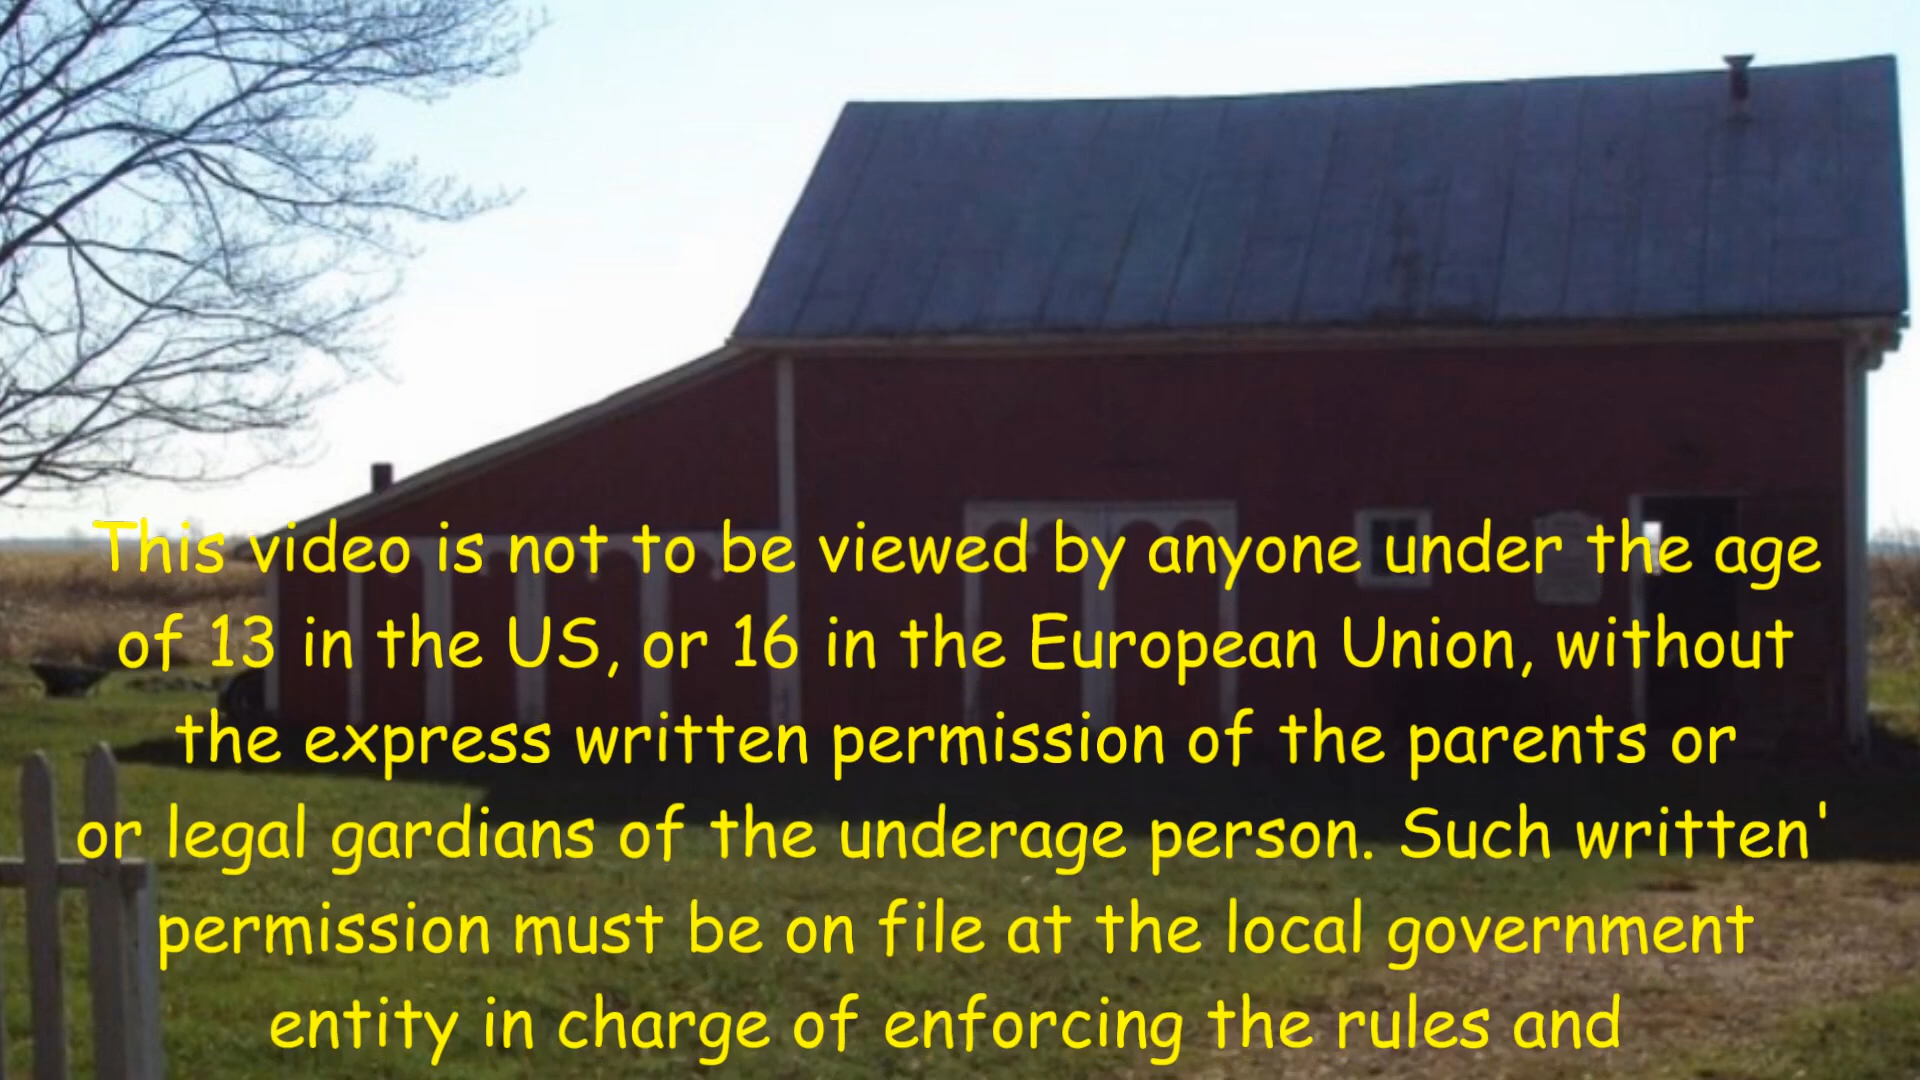 This video is not to be viewed by anyone under the age
of 13 in the US, or 16 in the European Union, without
the express written permission of the parents or
or legal gardians of the underage person. Such written'
permission must be on file at the local government
entity in charge of enforcing the rules and